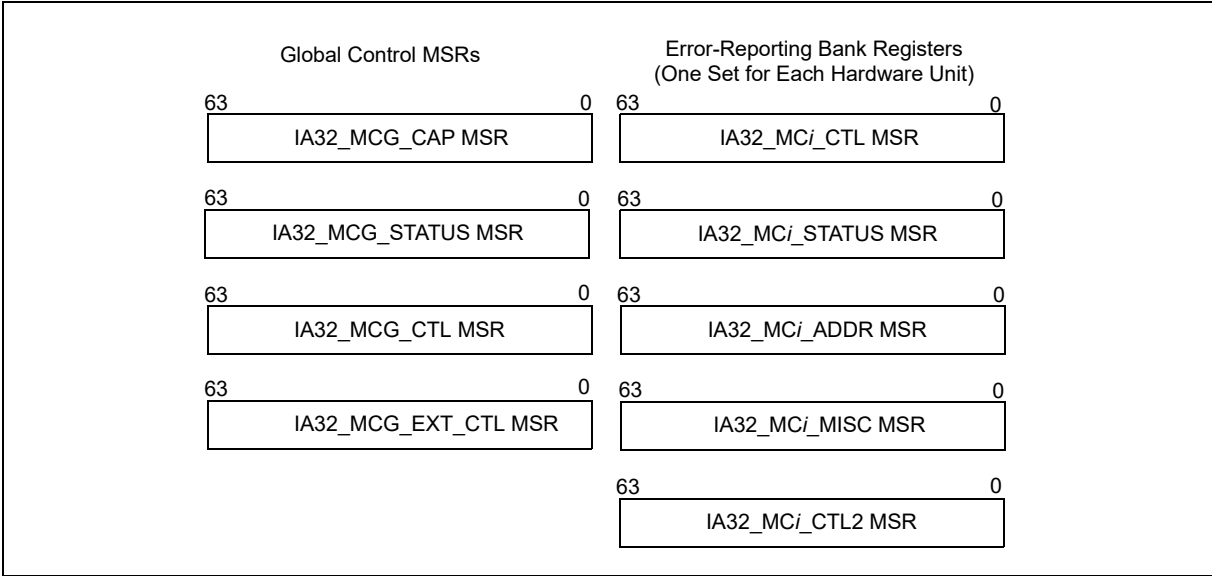 Global Control MSRs
Error-Reporting Bank Registers
(One Set for Each Hardware Unit)
63 0
IA32_MCG_CAP MSR
63 0
IA32_MCi_CTL MSR
63 0
IA32_MCG_STATUS MSR
63 0
IA32_MCi_STATUS MSR
63 0
IA32_MCG_CTL MSR
63 0
IA32_MCi_ADDR MSR
63 0
IA32_MCG_EXT_CTL MSR
63 0
IA32_MCi_MISC MSR
63 0
IA32_MCi_CTL2 MSR